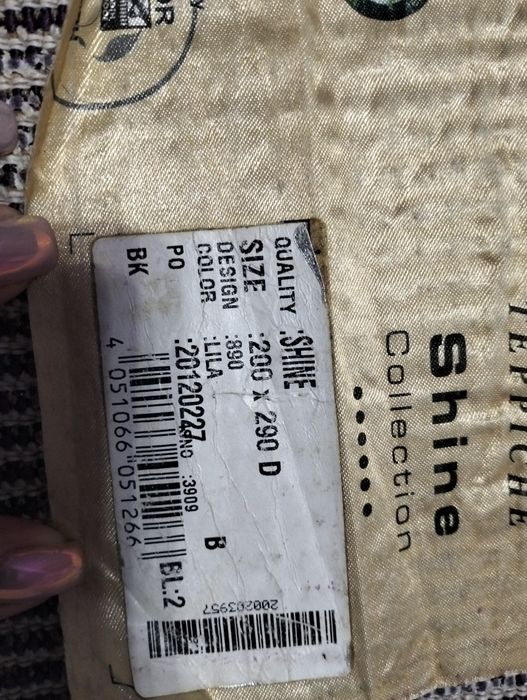 TEPPICHE
Shine
Collection
QUALITY :SHINE
SIZE :200 X 290 D
DESIGN :890
COLOR :LILA B
PO :20120227
NO :3909
BK BL:2
4 051066 051266
200203957
OR